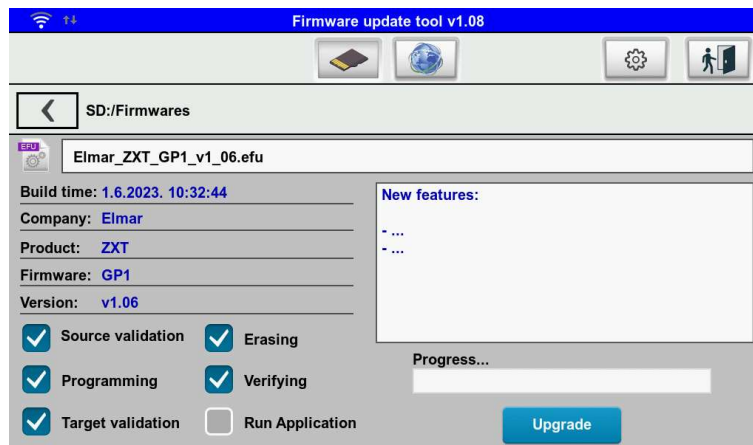 Firmware update tool v1.08
SD:/Firmwares
EFU
Elmar_ZXT_GP1_v1_06.efu
Build time: 1.6.2023. 10:32:44
Company: Elmar
Product: ZXT
Firmware: GP1
Version: v1.06
New features:
- ...
- ...
Source validation
Erasing
Programming
Verifying
Target validation
Run Application
Progress...
Upgrade